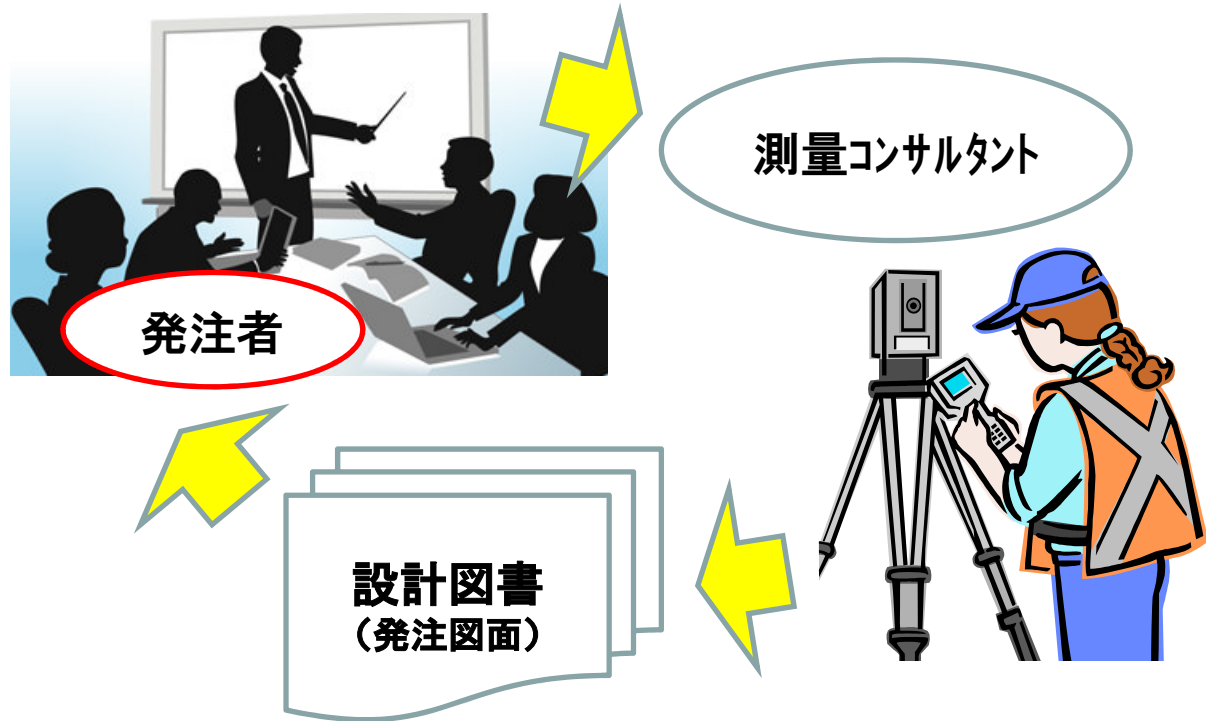 測量コンサルタント
発注者
設計図書
（発注図面）